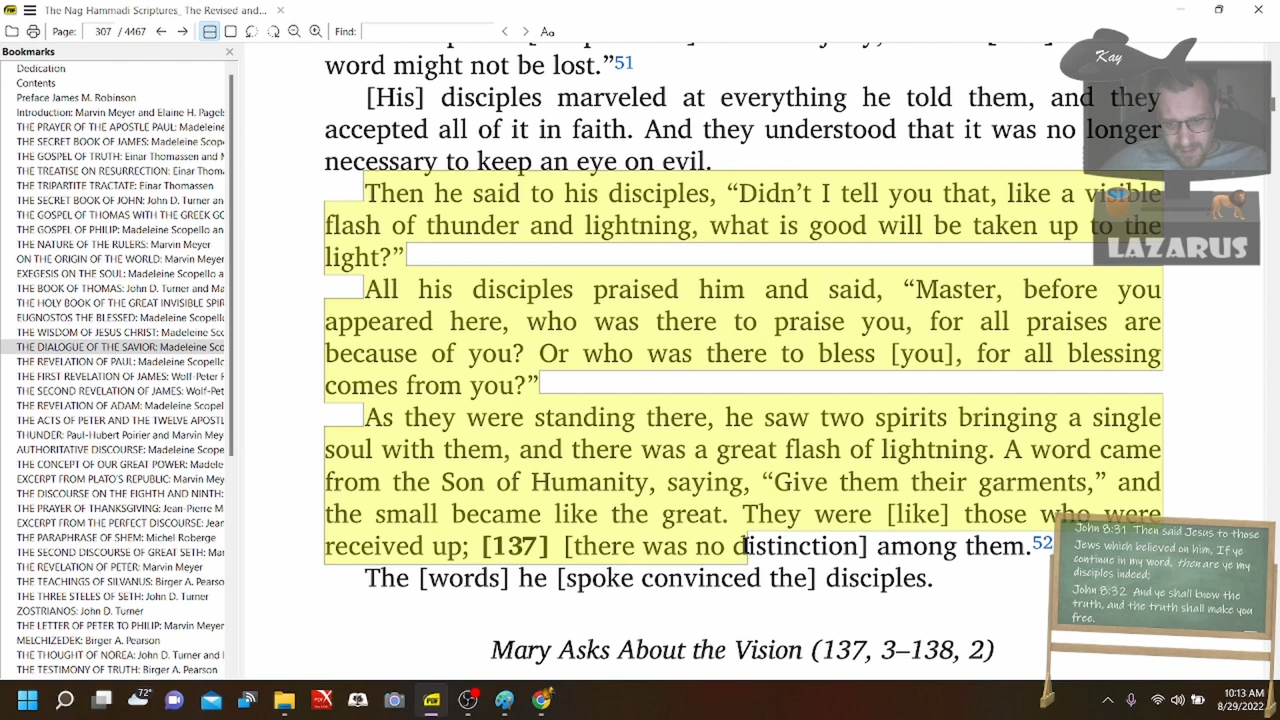 The Nag Hammadi Scriptures_ The Revised and...
Page: 307 / 4467 Find: Aa
Bookmarks
Dedication
Contents
Preface James M. Robinson
Introduction: Marvin Meyer and Elaine H. Pagels
THE PRAYER OF THE APOSTLE PAUL: Madeleine
THE SECRET BOOK OF JAMES: Madeleine Scop
THE GOSPEL OF TRUTH: Einar Thomassen and M
THE TREATISE ON RESURRECTION: Einar Thom
THE TRIPARTITE TRACTATE: Einar Thomassen
THE SECRET BOOK OF JOHN: John D. Turner and
THE GOSPEL OF THOMAS WITH THE GREEK GO
THE GOSPEL OF PHILIP: Madeleine Scopello and
THE NATURE OF THE RULERS: Marvin Meyer
ON THE ORIGIN OF THE WORLD: Marvin Meyer
EXEGESIS ON THE SOUL: Madeleine Scopello and
THE BOOK OF THOMAS: John D. Turner and Ma
THE HOLY BOOK OF THE GREAT INVISIBLE SPIR
EUGNOSTOS THE BLESSED: Madeleine Scopello
THE WISDOM OF JESUS CHRIST: Madeleine Scop
THE DIALOGUE OF THE SAVIOR: Madeleine Sco
THE REVELATION OF PAUL: Madeleine Scopello
THE FIRST REVELATION OF JAMES: Wolf-Peter F
THE SECOND REVELATION OF JAMES: Wolf-Pet
THE REVELATION OF ADAM: Madeleine Scopel
THE ACTS OF PETER AND THE TWELVE APOSTL
THUNDER: Paul-Hubert Poirier and Marvin Mey
AUTHORITATIVE DISCOURSE: Madeleine Scope
THE CONCEPT OF OUR GREAT POWER: Madele
EXCERPT FROM PLATO'S REPUBLIC: Marvin Mey
THE DISCOURSE ON THE EIGHTH AND NINTH:
THE PRAYER OF THANKSGIVING: Jean-Pierre M
EXCERPT FROM THE PERFECT DISCOURSE: Jean
THE PARAPHRASE OF SHEM: Michel Roberge
THE SECOND DISCOURSE OF GREAT SETH: Mar
THE REVELATION OF PETER: Marvin Meyer
THE TEACHINGS OF SILVANUS: Birger A. Pearso
THE THREE STELES OF SETH: John D. Turner
ZOSTRIANOS: John D. Turner
THE LETTER OF PETER TO PHILIP: Marvin Meyer
MELCHIZEDEK: Birger A. Pearson
THE THOUGHT OF NOREA: John D. Turner and
THE TESTIMONY OF TRUTH: Birger A. Pearson
word might not be lost.”51
[His] disciples marveled at everything he told them, and they
accepted all of it in faith. And they understood that it was no longer
necessary to keep an eye on evil.
Then he said to his disciples, “Didn’t I tell you that, like a visible
flash of thunder and lightning, what is good will be taken up to the
light?”
All his disciples praised him and said, “Master, before you
appeared here, who was there to praise you, for all praises are
because of you? Or who was there to bless [you], for all blessing
comes from you?”
As they were standing there, he saw two spirits bringing a single
soul with them, and there was a great flash of lightning. A word came
from the Son of Humanity, saying, “Give them their garments,” and
the small became like the great. They were [like] those who were
received up; [137] [there was no distinction] among them.52
The [words] he [spoke convinced the] disciples.
Mary Asks About the Vision (137, 3–138, 2)
Kay
LAZARUS
John 8:31 Then said Jesus to those
Jews which believed on him, If ye
continue in my word, then are ye my
disciples indeed;
John 8:32 And ye shall know the
truth, and the truth shall make you
free.
72°
10:13 AM
8/29/2022